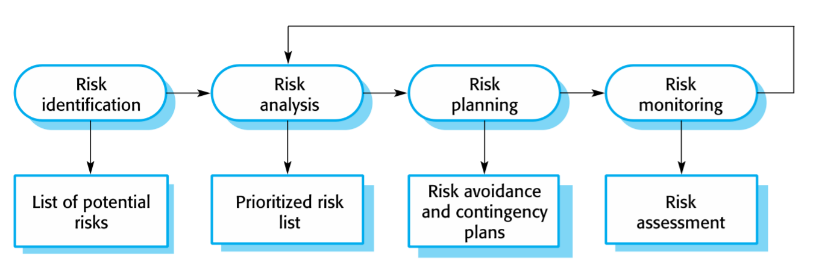 Risk
identification
Risk
analysis
Risk
planning
Risk
monitoring
List of potential
risks
Prioritized risk
list
Risk avoidance
and contingency
plans
Risk
assessment